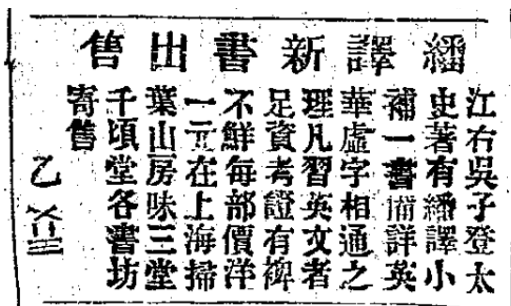 繙譯新書出售
江右吳子登太
史著有繙譯小
補一書備詳英
華虛字相通之
理凡習英文者
足資考證有裨
不鮮每部價洋
一元在上海掃
葉山房味三堂
千頃堂各書坊
寄售
乙